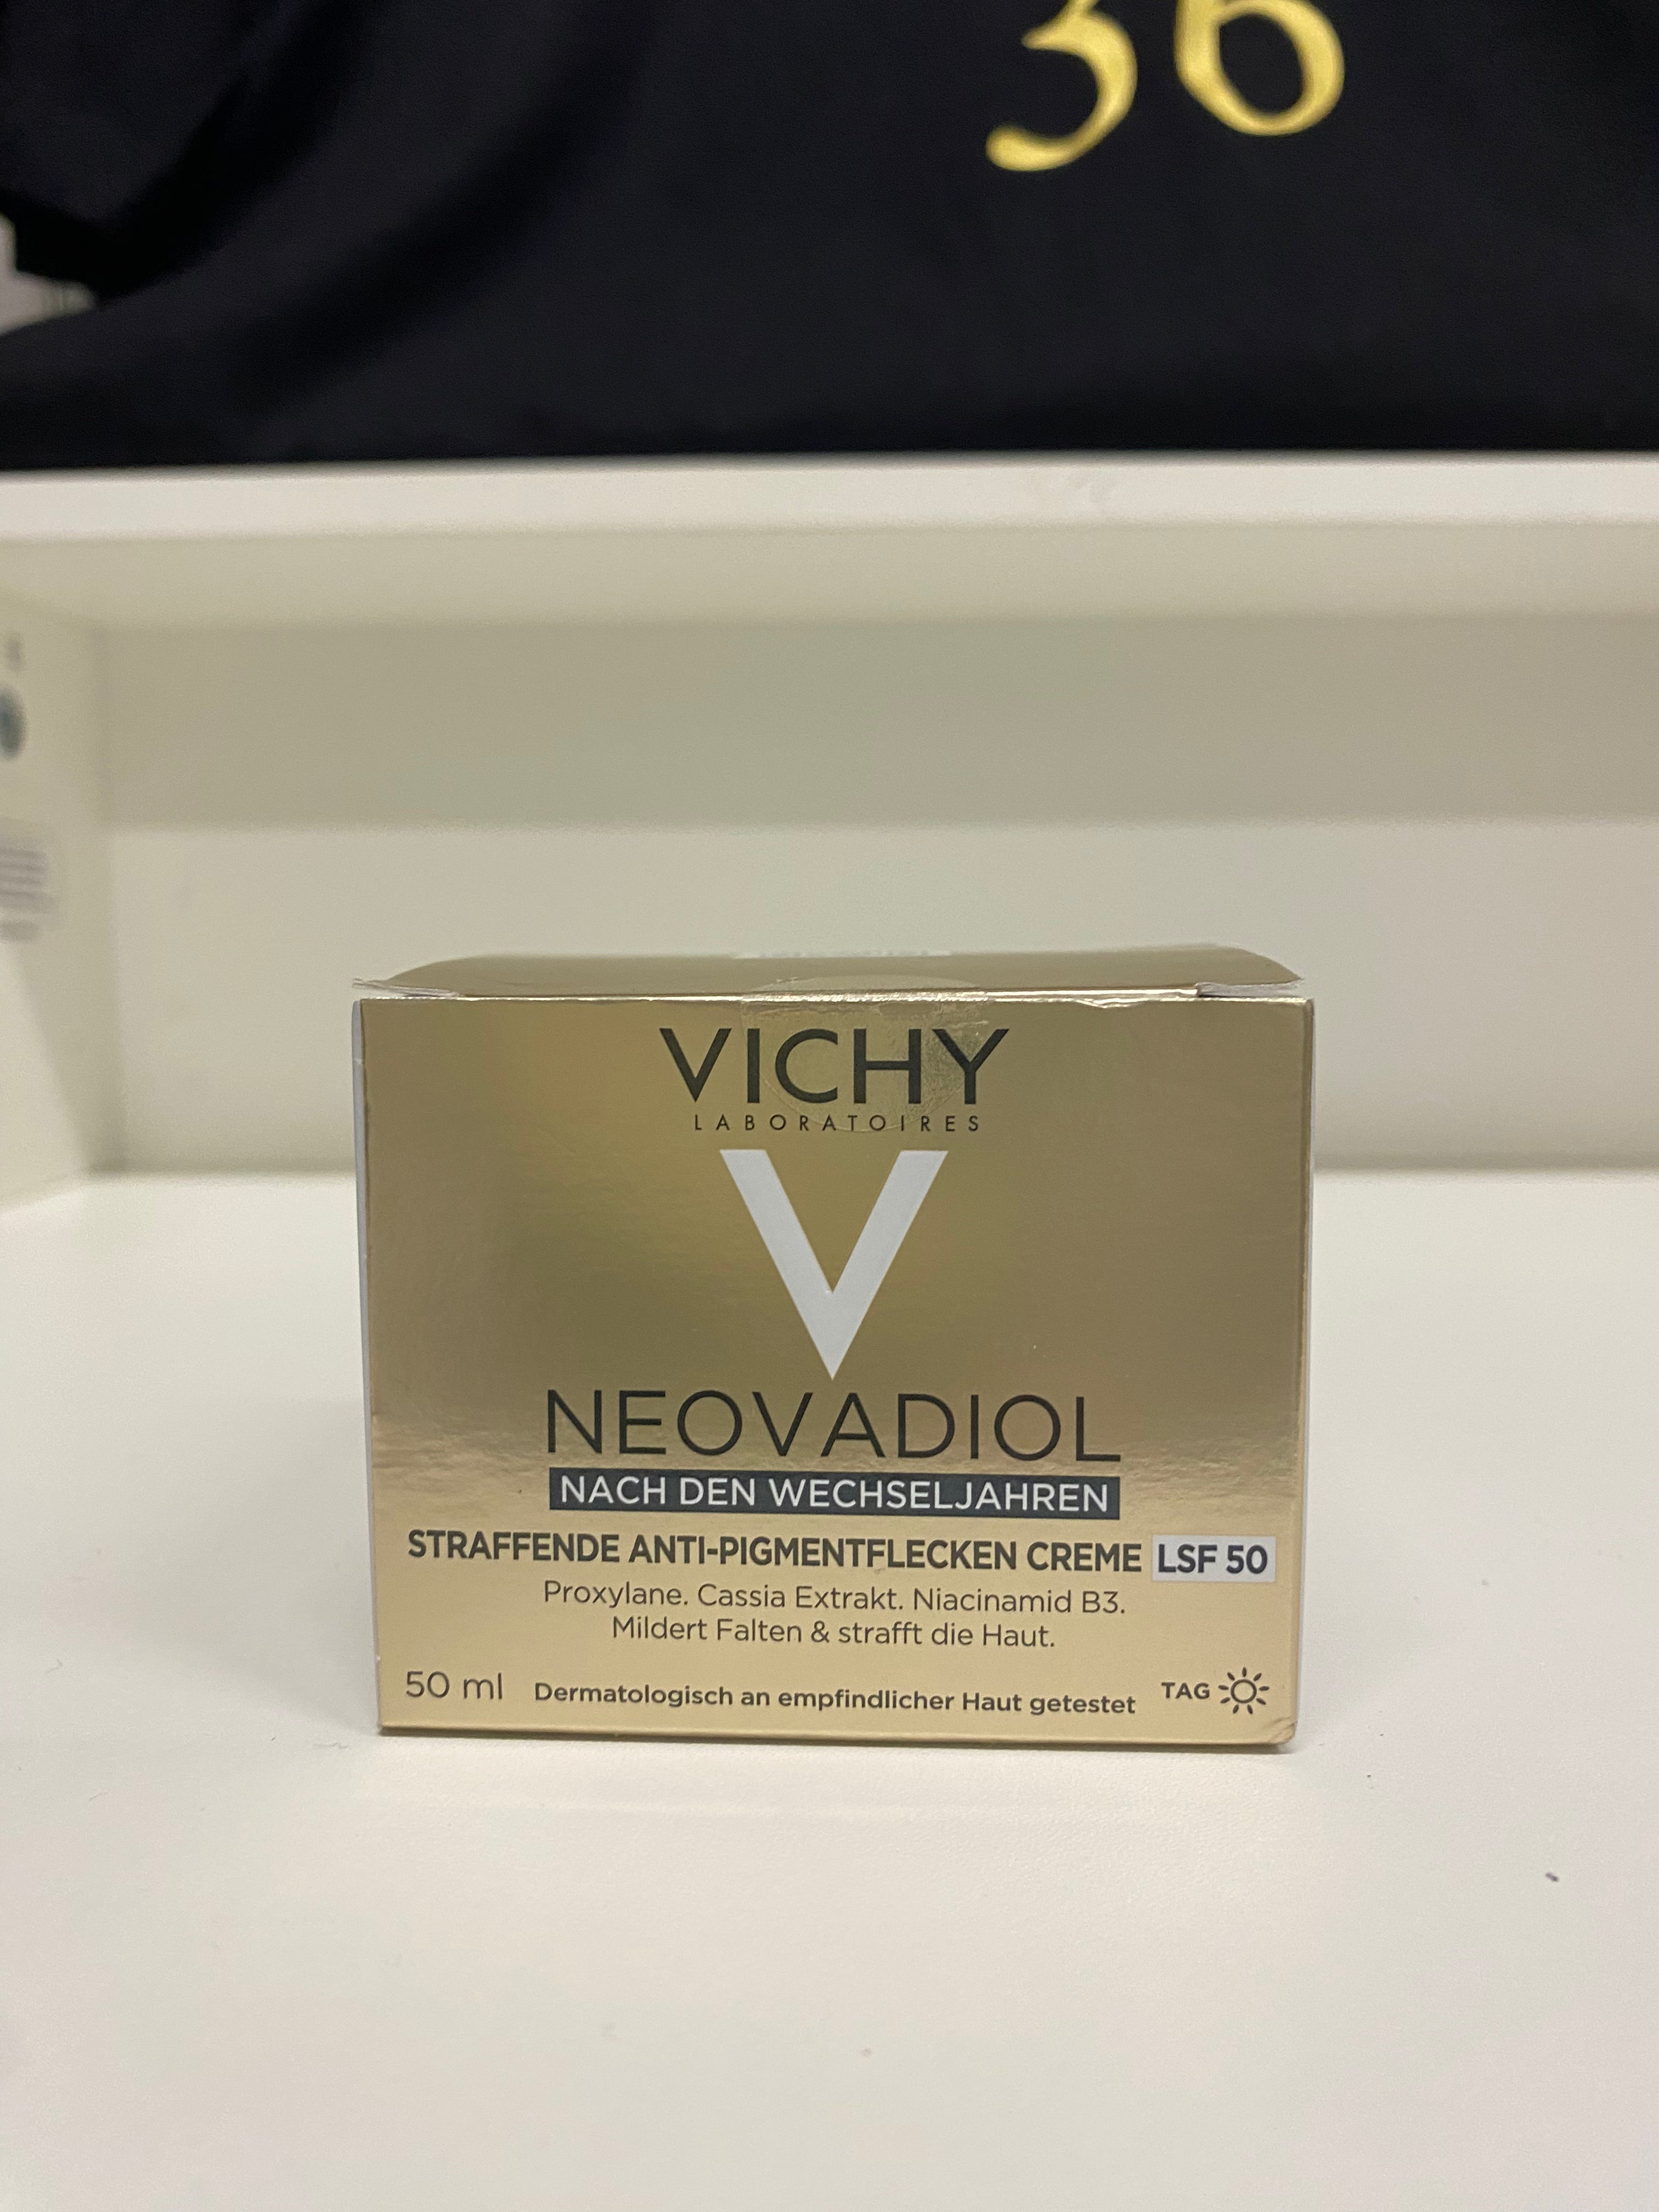 36
VICHY
LABORATOIRES
V
NEOVADIOL
NACH DEN WECHSELJAHREN
STRAFFENDE ANTI-PIGMENTFLECKEN CREME LSF 50
Proxylane. Cassia Extrakt. Niacinamid B3.
Mildert Falten & strafft die Haut.
50 ml Dermatologisch an empfindlicher Haut getestet TAG